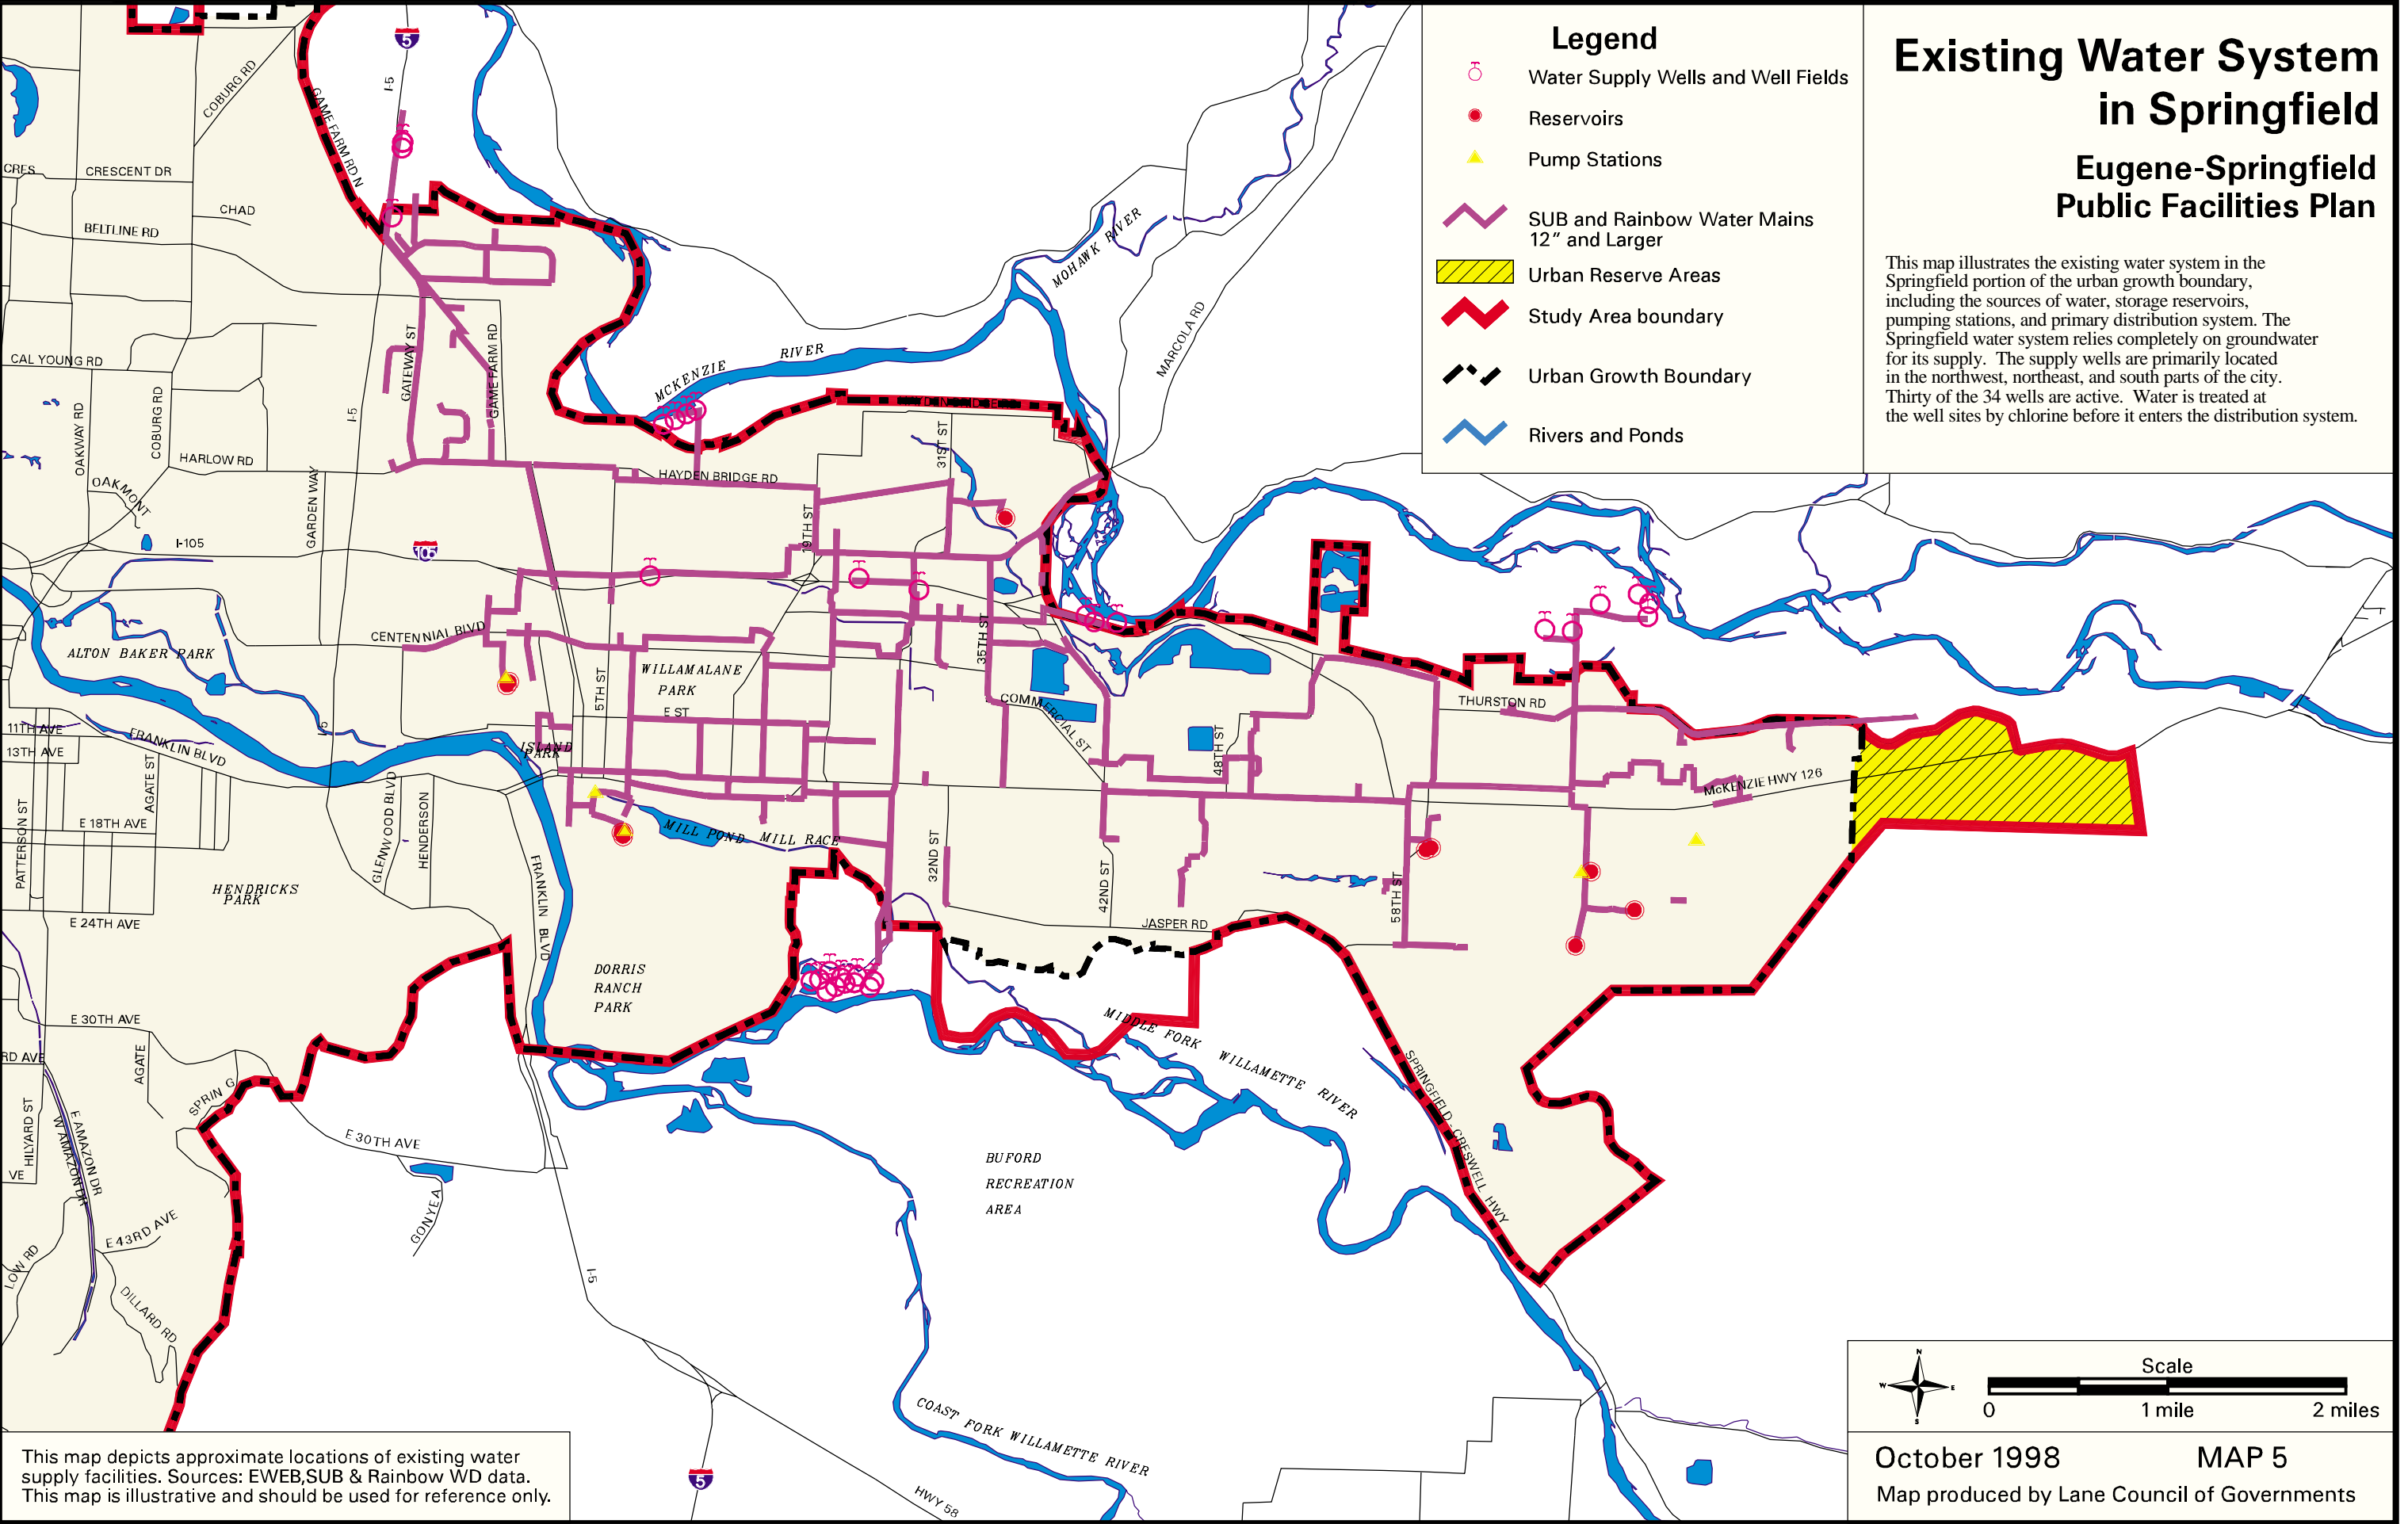 Existing Water System
in Springfield
Eugene-Springfield
Public Facilities Plan
This map illustrates the existing water system in the
Springfield portion of the urban growth boundary,
including the sources of water, storage reservoirs,
pumping stations, and primary distribution system. The
Springfield water system relies completely on groundwater
for its supply. The supply wells are primarily located
in the northwest, northeast, and south parts of the city.
Thirty of the 34 wells are active. Water is treated at
the well sites by chlorine before it enters the distribution system.
Legend
Water Supply Wells and Well Fields
Reservoirs
Pump Stations
SUB and Rainbow Water Mains
12" and Larger
Urban Reserve Areas
Study Area boundary
Urban Growth Boundary
Rivers and Ponds
5
I-5
COBURG RD
GAME FARM RD N
CRES
CRESCENT DR
CHAD
BELTLINE RD
MOHAWK RIVER
MARCOLA RD
CAL YOUNG RD
GATEWAY ST
GAME FARM RD
MCKENZIE RIVER
OAKWAY RD
COBURG RD
I-5
HARLOW RD
OAKMONT
GARDEN WAY
HAYDEN BRIDGE RD
31ST ST
19TH ST
I-105
105
CENTENNIAL BLVD
ALTON BAKER PARK
WILLAMALANE
PARK
35TH ST
5TH ST
E ST
COMMERCIAL ST
THURSTON RD
48TH ST
11TH AVE
13TH AVE
FRANKLIN BLVD
5
ISLAND
PARK
AGATE ST
PATTERSON ST
E 18TH AVE
GLENWOOD BLVD
HENDERSON
FRANKLIN BLVD
MILL POND MILL RACE
McKENZIE HWY 126
32ND ST
42ND ST
58TH ST
JASPER RD
HENDRICKS
PARK
E 24TH AVE
DORRIS
RANCH
PARK
E 30TH AVE
RD AVE
AGATE
SPRING
MIDDLE FORK WILLAMETTE RIVER
SPRINGFIELD - CRESWELL HWY
HILYARD ST
E AMAZON DR
W AMAZON DR
VE
E 30TH AVE
GONYEA
E 43RD AVE
LOW RD
DILLARD RD
BUFORD
RECREATION
AREA
I-5
COAST FORK WILLAMETTE RIVER
5
HWY 58
This map depicts approximate locations of existing water
supply facilities. Sources: EWEB,SUB & Rainbow WD data.
This map is illustrative and should be used for reference only.
N
W E
S
Scale
0 1 mile 2 miles
October 1998 MAP 5
Map produced by Lane Council of Governments